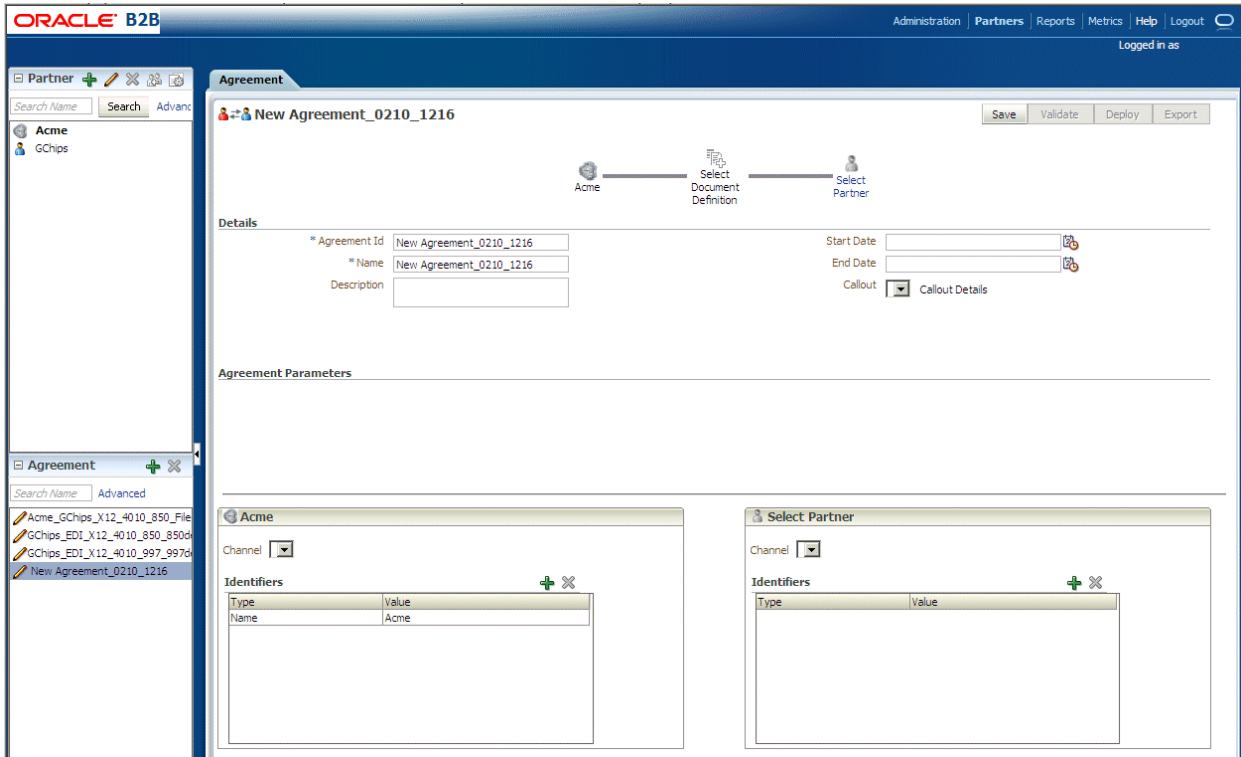 ORACLE B2B
Administration Partners Reports Metrics Help Logout
Logged in as
Partner
Search Name Search Advanc
Acme
GChips
Agreement
New Agreement_0210_1216
Save Validate Deploy Export
Acme
Select
Document
Definition
Select
Partner
Details
* Agreement Id New Agreement_0210_1216
* Name New Agreement_0210_1216
Description
Start Date
End Date
Callout Callout Details
Agreement Parameters
Agreement
Search Name Advanced
Acme_GChips_X12_4010_850_File
GChips_EDI_X12_4010_850_850d
GChips_EDI_X12_4010_997_997d
New Agreement_0210_1216
Acme
Channel
Identifiers
Type Value
Name Acme
Select Partner
Channel
Identifiers
Type Value